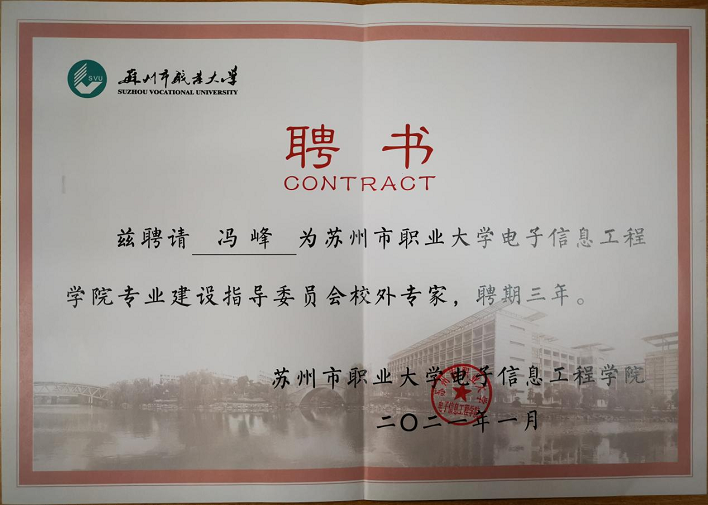 SVU
苏州市职业大学
SUZHOU VOCATIONAL UNIVERSITY
聘书
CONTRACT
兹聘请 冯峰 为苏州市职业大学电子信息工程
学院专业建设指导委员会校外专家，聘期三年。
苏州市职业大学电子信息工程学院
二〇二一年一月